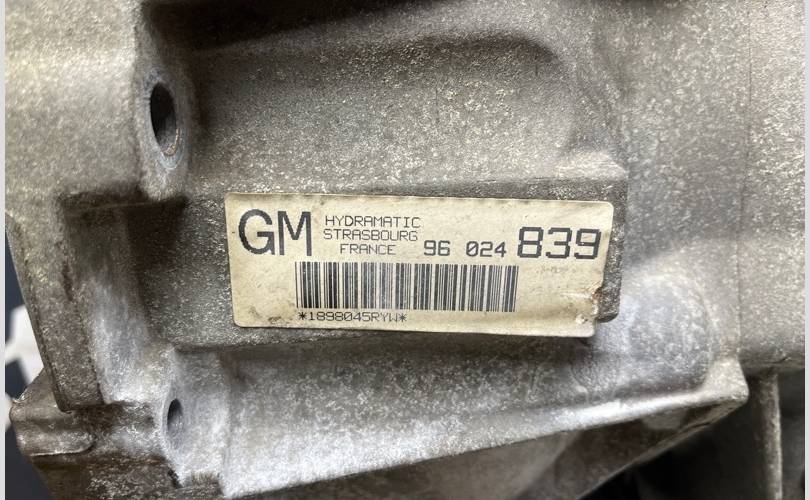 GM HYDRAMATIC
STRASBOURG
FRANCE 96 024 839
*1898045RYW*